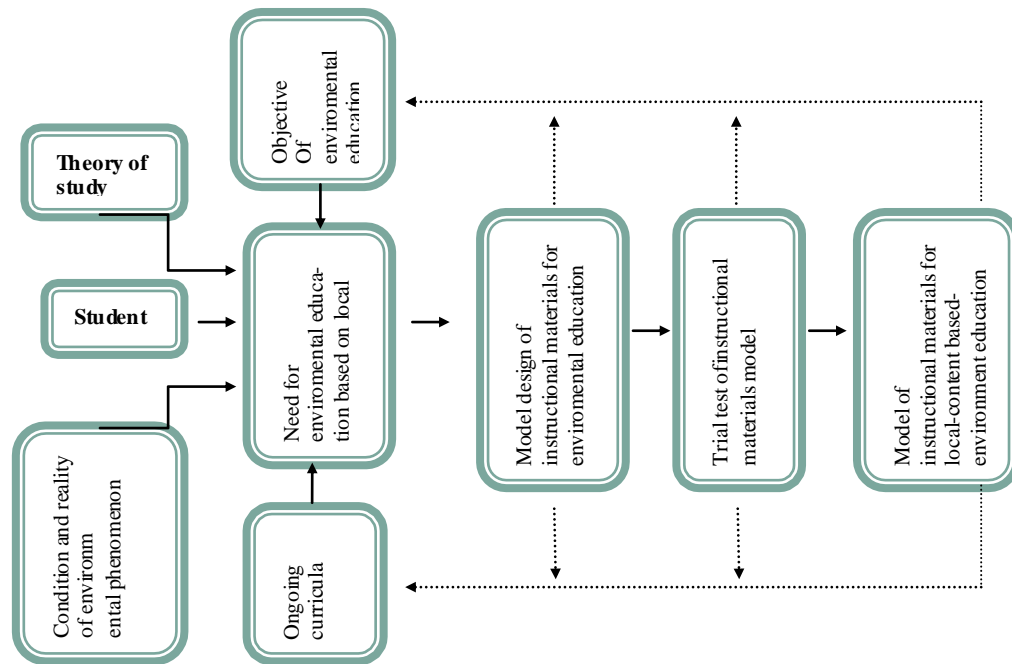 Theory of
study
Student
Condition and reality
of environm
ental phenomenon
Objective
Of
enviromental
education
Need for
enviromental educa-
tion based on local
Ongoing
curricula
Model design of
instructional materials for
enviromental education
Trial test of instructional
materials model
Model of
instructional materials for
local-content based-
environment education